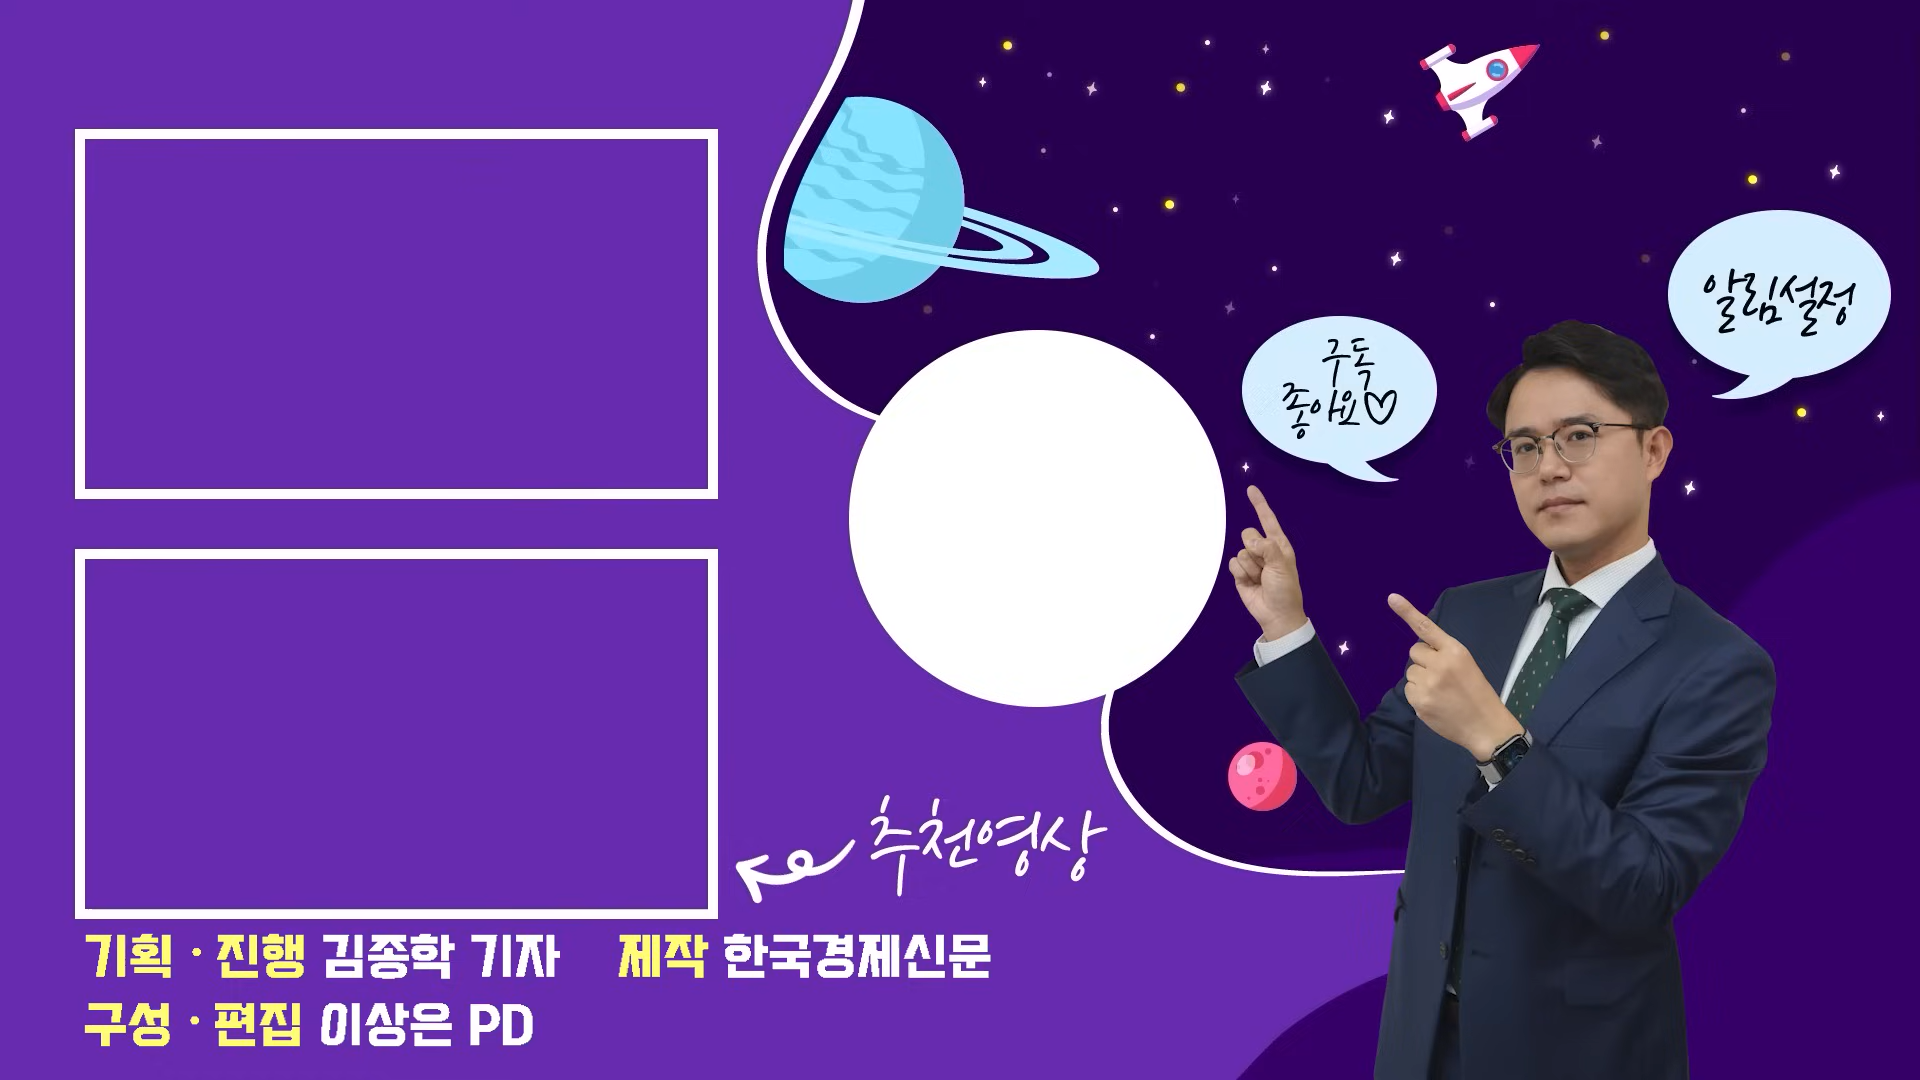 알림설정
구독
좋아요♡
추천영상
기획·진행 김종학 기자 제작 한국경제신문
구성·편집 이상은 PD